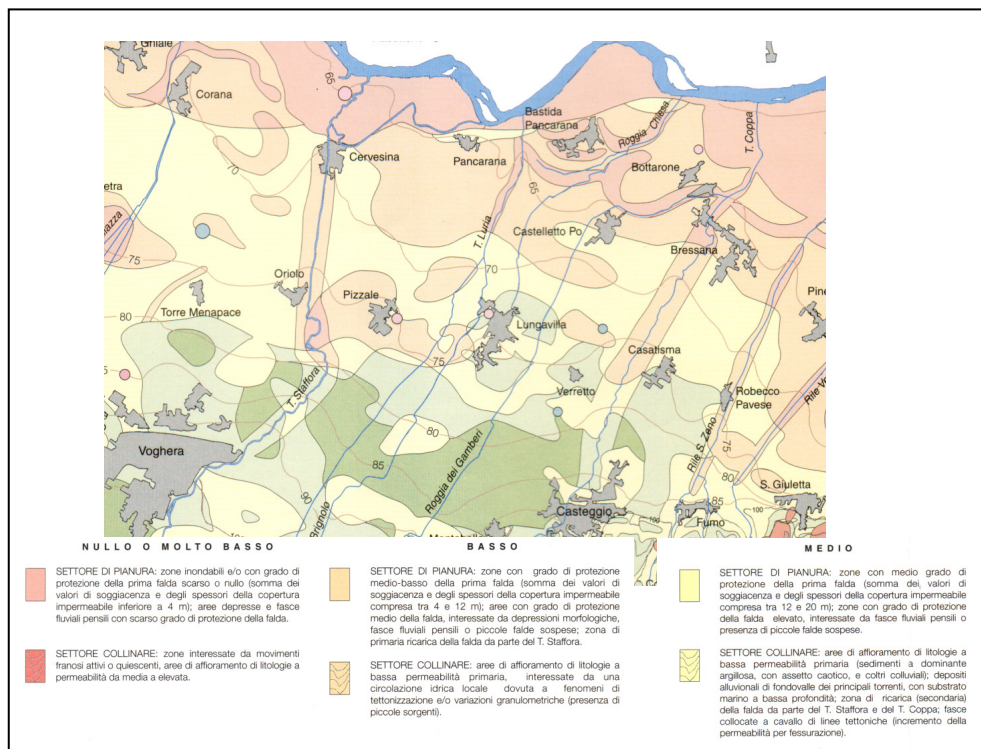 Ghiaie
Corana
65
Cervesina
Pancarana
Bastida
Pancarana
Roggia Chiesa
T. Coppa
Bottarone
70
65
etra
mazza
T. Luria
Castelletto Po
Bressana
75
Oriolo
70
Torre Menapace
Pizzale
Pine
80
Lungavilla
75
Casatisma
T. Staffora
Verretto
Robecco
Pavese
Rile S. Zeno
75
80
Voghera
85
90
Roggia dei Gamberi
Brignolo
80
S. Giuletta
85
Casteggio
Fumo
100
100
NULLO O MOLTO BASSO
SETTORE DI PIANURA: zone inondabili e/o con grado di
protezione della prima falda scarso o nullo (somma dei
valori di soggiacenza e degli spessori della copertura
impermeabile inferiore a 4 m); aree depresse e fasce
fluviali pensili con scarso grado di protezione della falda.
SETTORE COLLINARE: zone interessate da movimenti
franosi attivi o quiescenti, aree di affioramento di litologie a
permeabilità da media a elevata.
BASSO
SETTORE DI PIANURA: zone con grado di protezione
medio-basso della prima falda (somma dei valori di
soggiacenza e degli spessori della copertura impermeabile
compresa tra 4 e 12 m); aree con grado di protezione
medio della falda, interessate da depressioni morfologiche,
fasce fluviali pensili o piccole falde sospese; zona di
primaria ricarica della falda da parte del T. Staffora.
SETTORE COLLINARE: aree di affioramento di litologie a
bassa permeabilità primaria, interessate da una
circolazione idrica locale dovuta a fenomeni di
tettonizzazione e/o variazioni granulometriche (presenza di
piccole sorgenti).
MEDIO
SETTORE DI PIANURA: zone con medio grado di
protezione della prima falda (somma dei, valori di
soggiacenza e degli spessori della copertura impermeabile
compresa tra 12 e 20 m); zone con grado di protezione
della falda elevato, interessate da fasce fluviali pensili o
presenza di piccole falde sospese.
SETTORE COLLINARE: aree di affioramento di litologie a
bassa permeabilità primaria (sedimenti a dominante
argillosa, con assetto caotico, e coltri colluviali); depositi
alluvionali di fondovalle dei principali torrenti, con substrato
marino a bassa profondità; zona di ricarica (secondaria)
della falda da parte del T. Staffora e del T. Coppa; fasce
collocate a cavallo di linee tettoniche (incremento della
permeabilità per fessurazione).